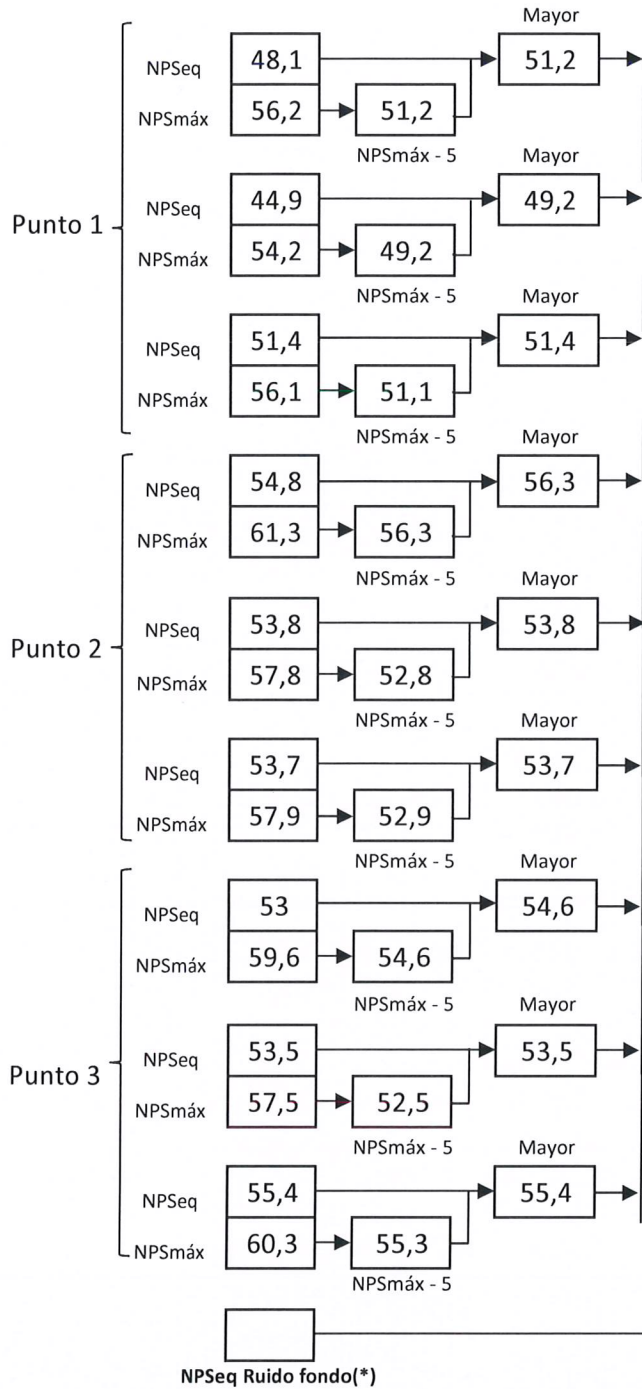 Mayor
NPSeq 48,1 51,2
NPSmáx 56,2 51,2
NPSmáx - 5
Mayor
NPSeq 44,9 49,2
Punto 1
NPSmáx 54,2 49,2
NPSmáx - 5
Mayor
NPSeq 51,4 51,4
NPSmáx 56,1 51,1
NPSmáx - 5
Mayor
NPSeq 54,8 56,3
NPSmáx 61,3 56,3
NPSmáx - 5
Mayor
NPSeq 53,8 53,8
Punto 2
NPSmáx 57,8 52,8
NPSmáx - 5
Mayor
NPSeq 53,7 53,7
NPSmáx 57,9 52,9
NPSmáx - 5
Mayor
NPSeq 53 54,6
NPSmáx 59,6 54,6
NPSmáx - 5
Mayor
NPSeq 53,5 53,5
Punto 3
NPSmáx 57,5 52,5
NPSmáx - 5
Mayor
NPSeq 55,4 55,4
NPSmáx 60,3 55,3
NPSmáx - 5
NPSeq Ruido fondo(*)